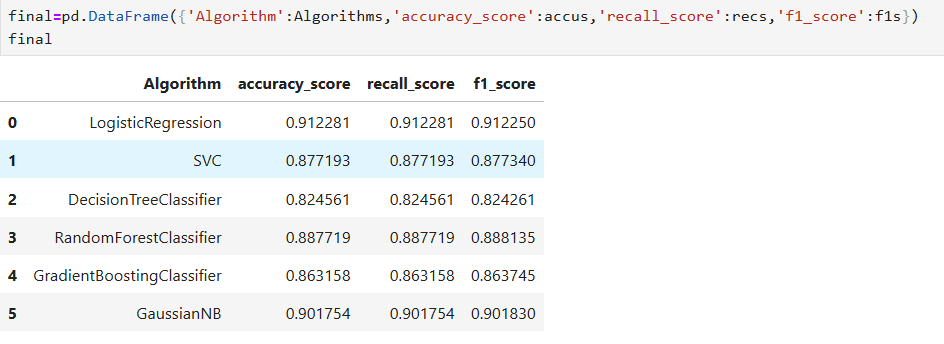 final=pd.DataFrame({'Algorithm':Algorithms,'accuracy_score':accus,'recall_score':recs,'f1_score':f1s})
final
Algorithm accuracy_score recall_score f1_score
0 LogisticRegression 0.912281 0.912281 0.912250
1 SVC 0.877193 0.877193 0.877340
2 DecisionTreeClassifier 0.824561 0.824561 0.824261
3 RandomForestClassifier 0.887719 0.887719 0.888135
4 GradientBoostingClassifier 0.863158 0.863158 0.863745
5 GaussianNB 0.901754 0.901754 0.901830